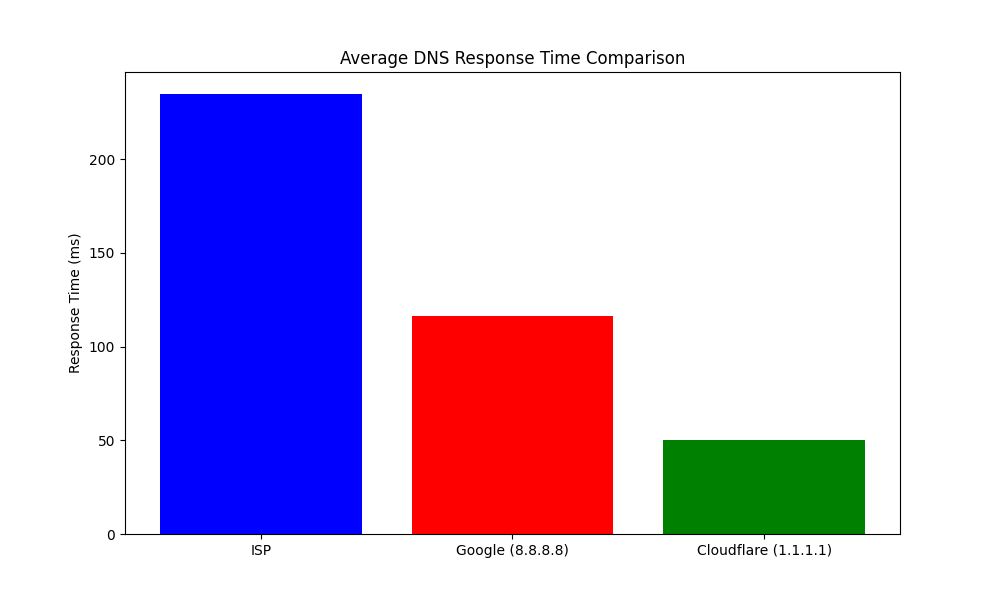 Average DNS Response Time Comparison
Response Time (ms)
200
150
100
50
0
ISP
Google (8.8.8.8)
Cloudflare (1.1.1.1)